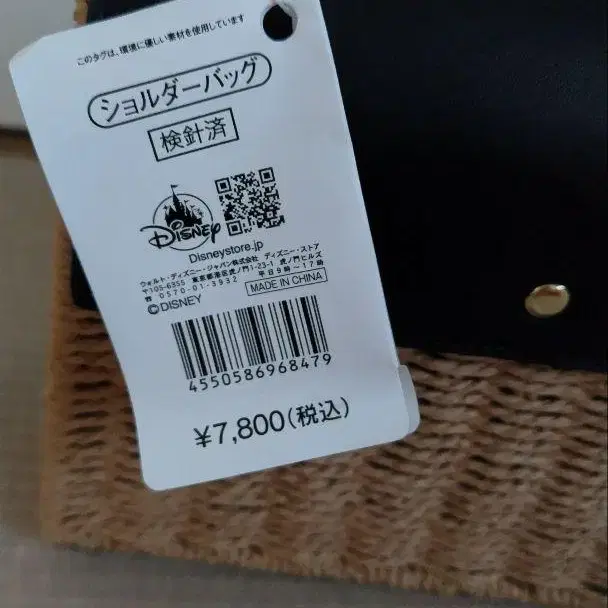 このタグは、環境に優しい素材を使用しています
ショルダーバッグ
検針済
DISNEY
Disneystore.jp
ウォルト・ディズニー・ジャパン株式会社 ディズニー・ストア
〒105-6355 東京都港区虎ノ門1-23-1 虎ノ門ヒルズ
☎ 0570-01-3932 平日9時～17時
©DISNEY
MADE IN CHINA
4550586968479
¥7,800(税込)